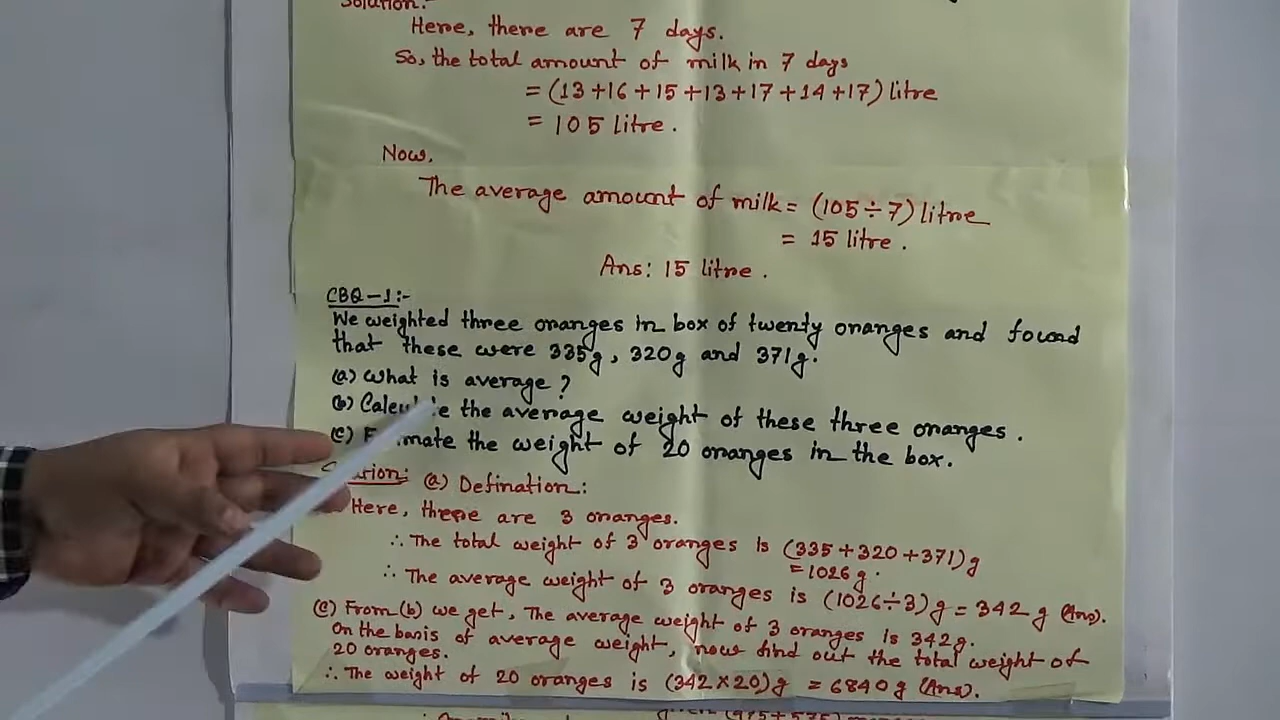 Solution:-
Here, there are 7 days.
So, the total amount of milk in 7 days
= (13+16+15+13+17+14+17) litre
= 105 litre.
Now,
The average amount of milk = (105÷7) litre
= 15 litre.
Ans: 15 litre.
CBQ-1:-
We weighted three oranges in box of twenty oranges and found
that these were 335g, 320g and 371g.
(a) What is average?
(b) Calculate the average weight of these three oranges.
(c) Estimate the weight of 20 oranges in the box.
Solution: (a) Defination:
Here, there are 3 oranges.
∴ The total weight of 3 oranges is (335+320+371)g
= 1026 g.
∴ The average weight of 3 oranges is (1026÷3)g = 342 g (Ans).
(c) From (b) we get, The average weight of 3 oranges is 342g.
On the basis of average weight, now find out the total weight of
20 oranges.
∴ The weight of 20 oranges is (342×20)g = 6840g (Ans).